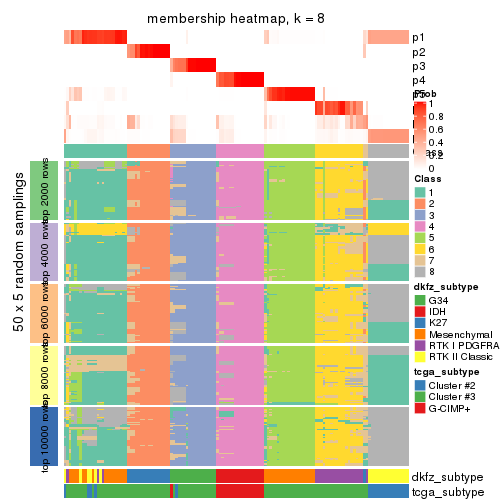 membership heatmap, k = 8
p1
p2
p3
p4
Prob
1
0.8
0.6
0.4
0.2
0
Class
1
2
3
4
5
6
7
8
dkfz_subtype
G34
IDH
K27
Mesenchymal
RTK I PDGFRA
RTK II Classic
tcga_subtype
Cluster #2
Cluster #3
G-CIMP+
50 x 5 random samplings
top 2000 rows
top 4000 rows
top 6000 rows
top 8000 rows
top 10000 rows
dkfz_subtype
tcga_subtype